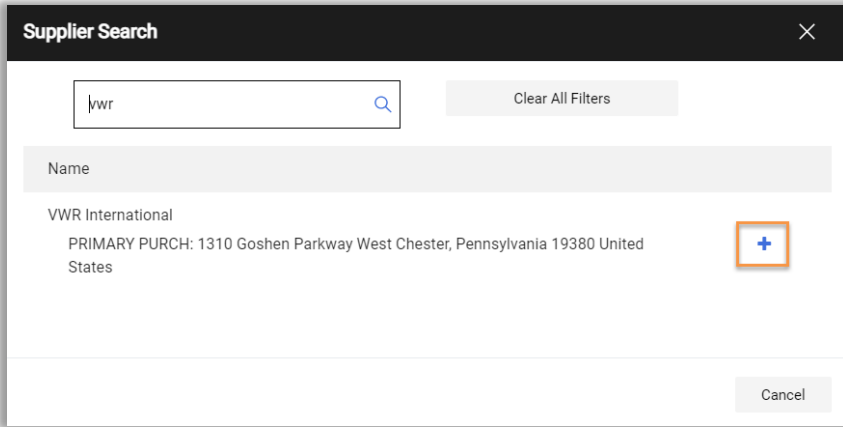 Supplier Search
vwr
Clear All Filters
Name
VWR International
PRIMARY PURCH: 1310 Goshen Parkway West Chester, Pennsylvania 19380 United
States
Cancel